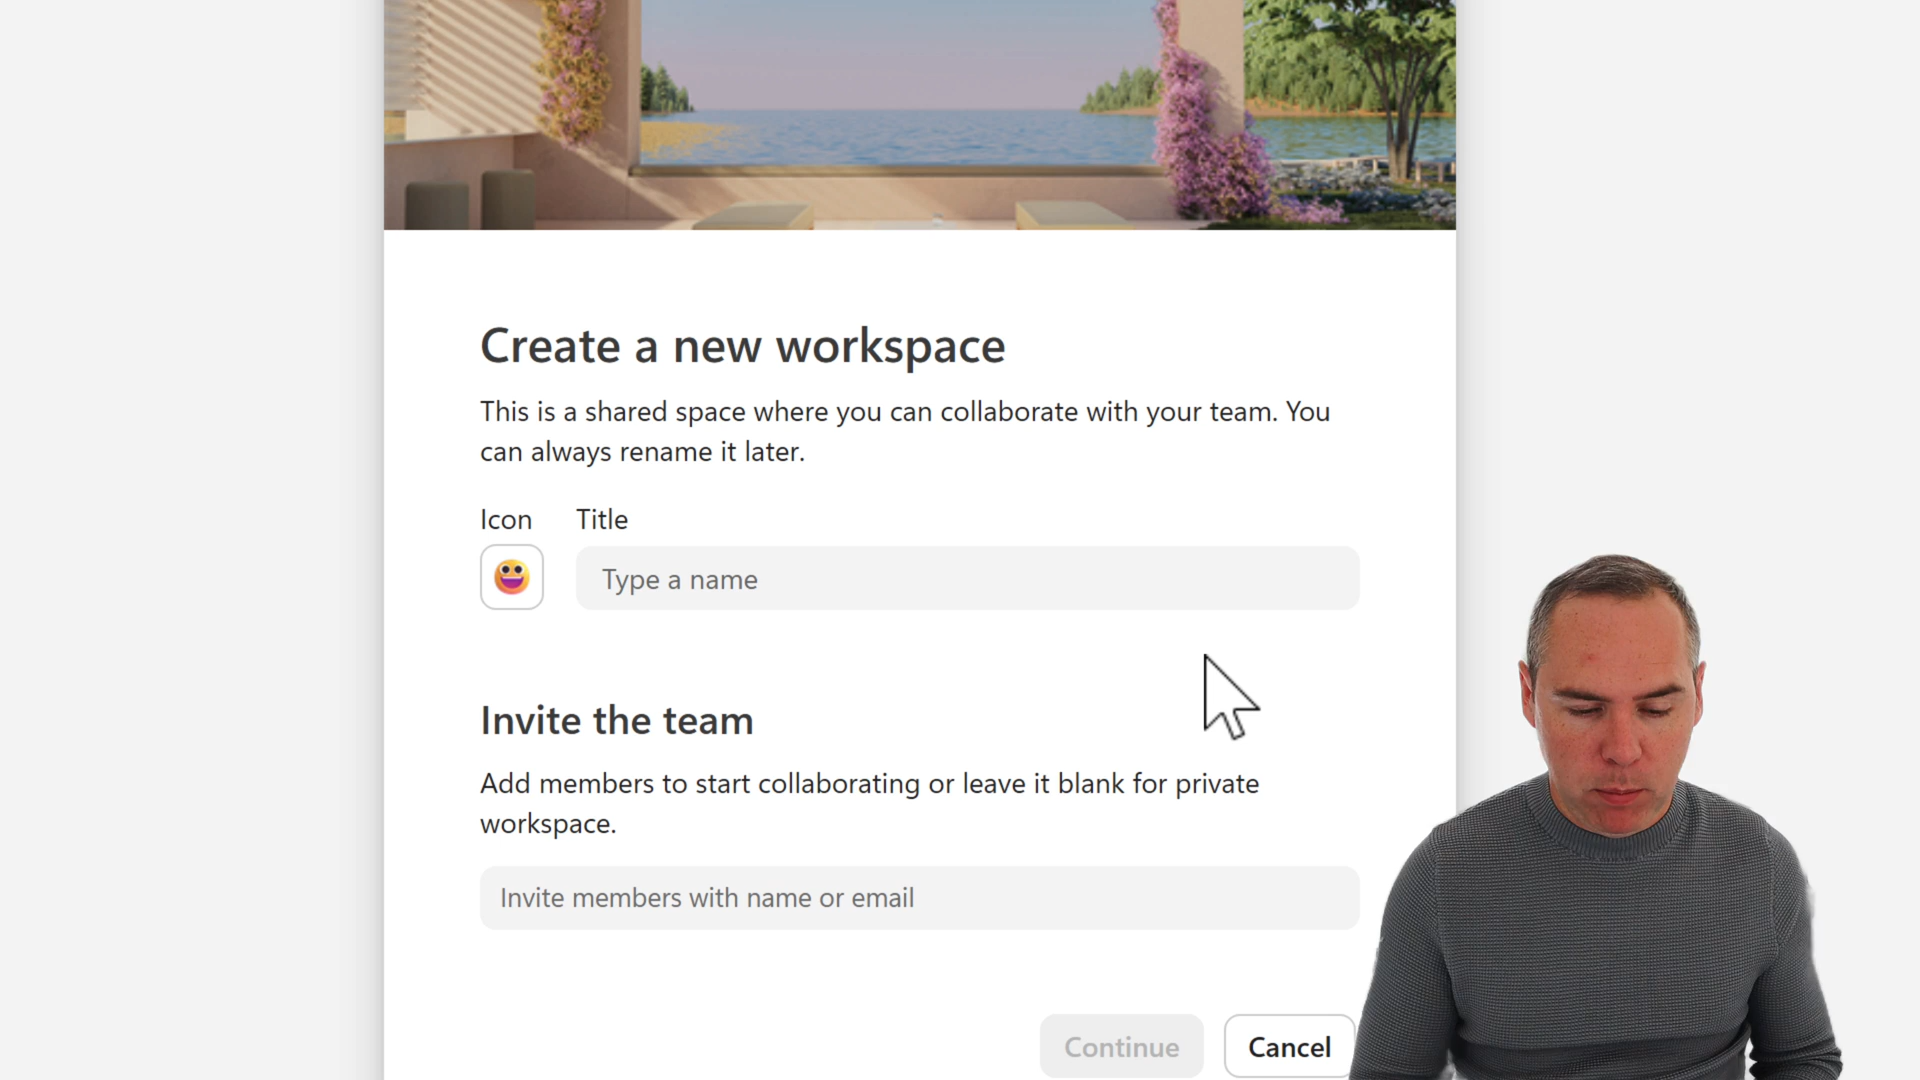 Create a new workspace
This is a shared space where you can collaborate with your team. You
can always rename it later.
Icon
Title
Type a name
Invite the team
Add members to start collaborating or leave it blank for private
workspace.
Invite members with name or email
Continue
Cancel